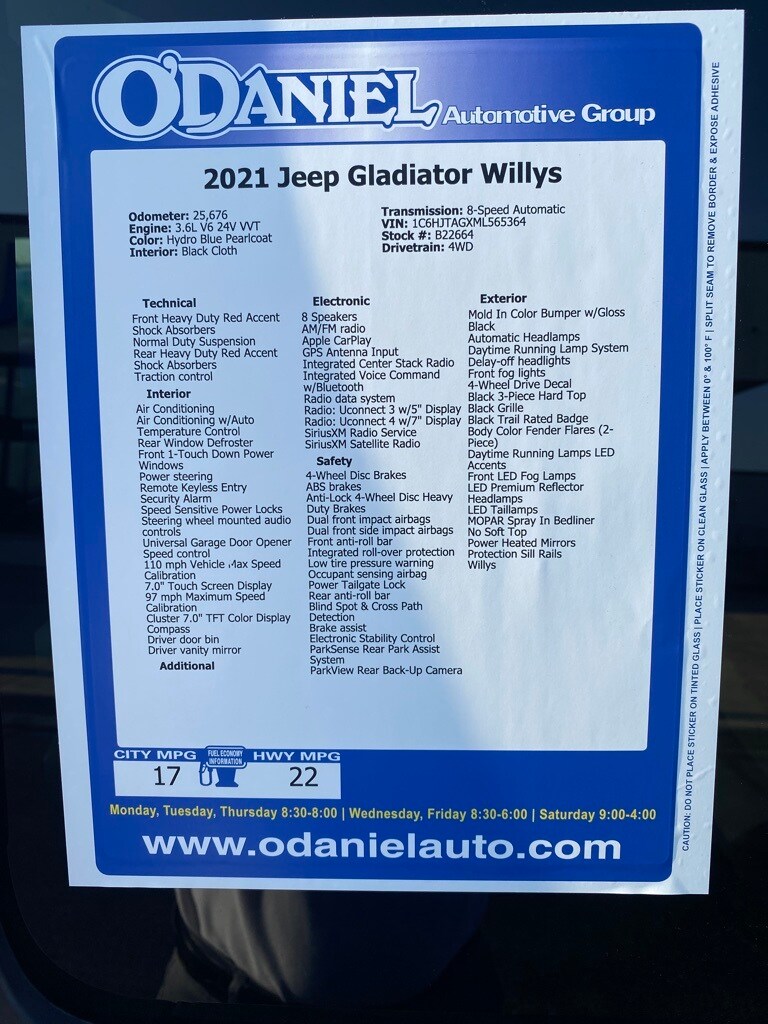 O'DANIEL Automotive Group
2021 Jeep Gladiator Willys
Odometer: 25,676
Engine: 3.6L V6 24V VVT
Color: Hydro Blue Pearlcoat
Interior: Black Cloth
Transmission: 8-Speed Automatic
VIN: 1C6HJTAGXML565364
Stock #: B22664
Drivetrain: 4WD
Technical
Front Heavy Duty Red Accent
Shock Absorbers
Normal Duty Suspension
Rear Heavy Duty Red Accent
Shock Absorbers
Traction control
Interior
Air Conditioning
Air Conditioning w/Auto
Temperature Control
Rear Window Defroster
Front 1-Touch Down Power
Windows
Power steering
Remote Keyless Entry
Security Alarm
Speed Sensitive Power Locks
Steering wheel mounted audio
controls
Universal Garage Door Opener
Speed control
110 mph Vehicle Max Speed
Calibration
7.0" Touch Screen Display
97 mph Maximum Speed
Calibration
Cluster 7.0" TFT Color Display
Compass
Driver door bin
Driver vanity mirror
Additional
Electronic
8 Speakers
AM/FM radio
Apple CarPlay
GPS Antenna Input
Integrated Center Stack Radio
Integrated Voice Command
w/Bluetooth
Radio data system
Radio: Uconnect 3 w/5" Display
Radio: Uconnect 4 w/7" Display
SiriusXM Radio Service
SiriusXM Satellite Radio
Safety
4-Wheel Disc Brakes
ABS brakes
Anti-Lock 4-Wheel Disc Heavy
Duty Brakes
Dual front impact airbags
Dual front side impact airbags
Front anti-roll bar
Integrated roll-over protection
Low tire pressure warning
Occupant sensing airbag
Power Tailgate Lock
Rear anti-roll bar
Blind Spot & Cross Path
Detection
Brake assist
Electronic Stability Control
ParkSense Rear Park Assist
System
ParkView Rear Back-Up Camera
Exterior
Mold In Color Bumper w/Gloss
Black
Automatic Headlamps
Daytime Running Lamp System
Delay-off headlights
Front fog lights
4-Wheel Drive Decal
Black 3-Piece Hard Top
Black Grille
Black Trail Rated Badge
Body Color Fender Flares (2-
Piece)
Daytime Running Lamps LED
Accents
Front LED Fog Lamps
LED Premium Reflector
Headlamps
LED Taillamps
MOPAR Spray In Bedliner
No Soft Top
Power Heated Mirrors
Protection Sill Rails
Willys
CITY MPG
17
FUEL ECONOMY
INFORMATION
HWY MPG
22
Monday, Tuesday, Thursday 8:30-8:00 | Wednesday, Friday 8:30-6:00 | Saturday 9:00-4:00
www.odanielauto.com
CAUTION: DO NOT PLACE STICKER ON TINTED GLASS | PLACE STICKER ON CLEAN GLASS | APPLY BETWEEN 0° & 100° F | SPLIT SEAM TO REMOVE BORDER & EXPOSE ADHESIVE